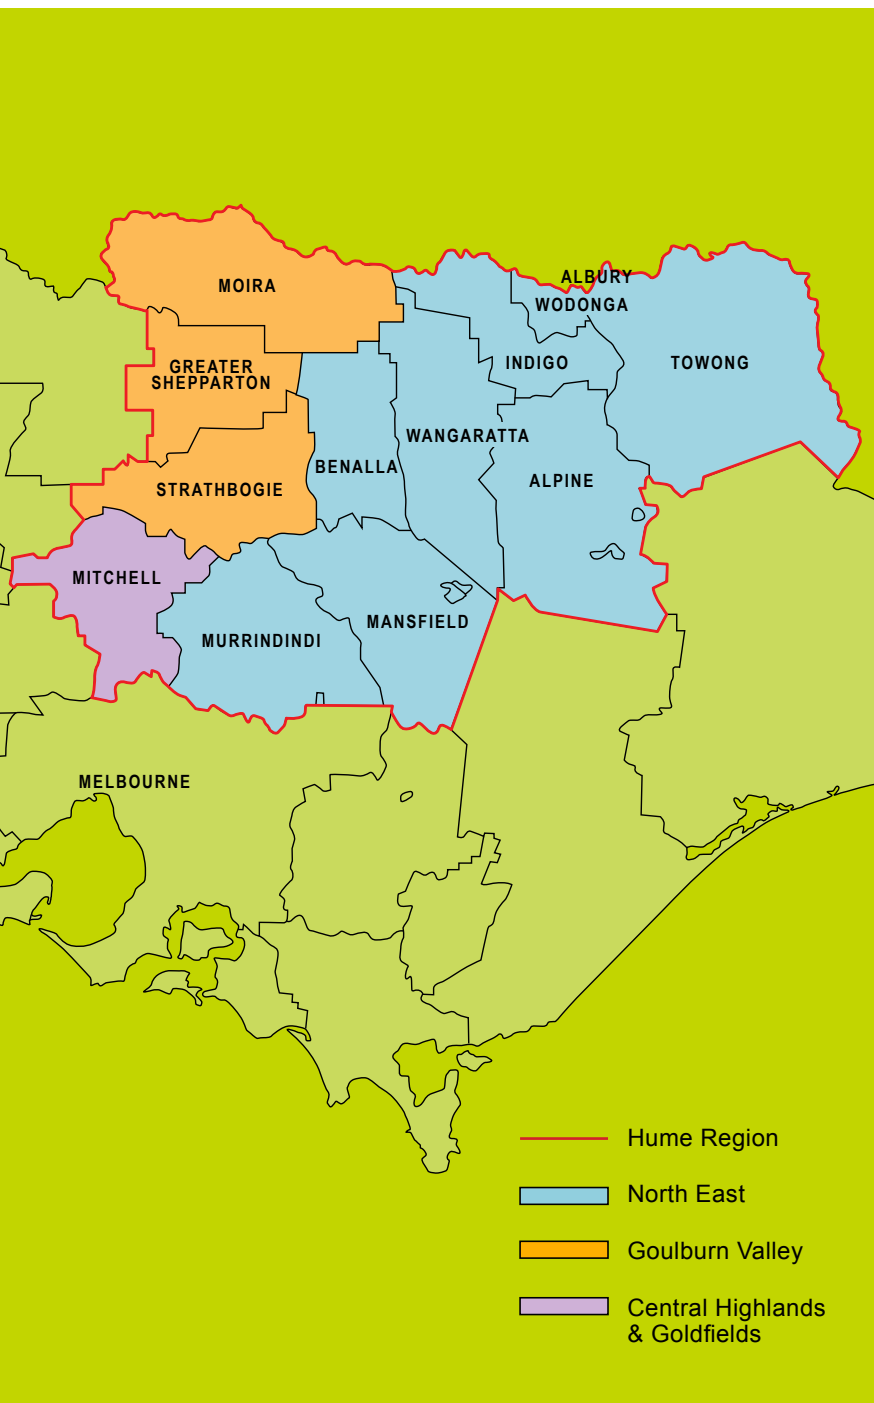 ALBURY
MOIRA
WODONGA
GREATER
SHEPPARTON
INDIGO
TOWONG
WANGARATTA
BENALLA
ALPINE
STRATHBOGIE
MITCHELL
MANSFIELD
MURRINDINDI
MELBOURNE
Hume Region
North East
Goulburn Valley
Central Highlands
& Goldfields